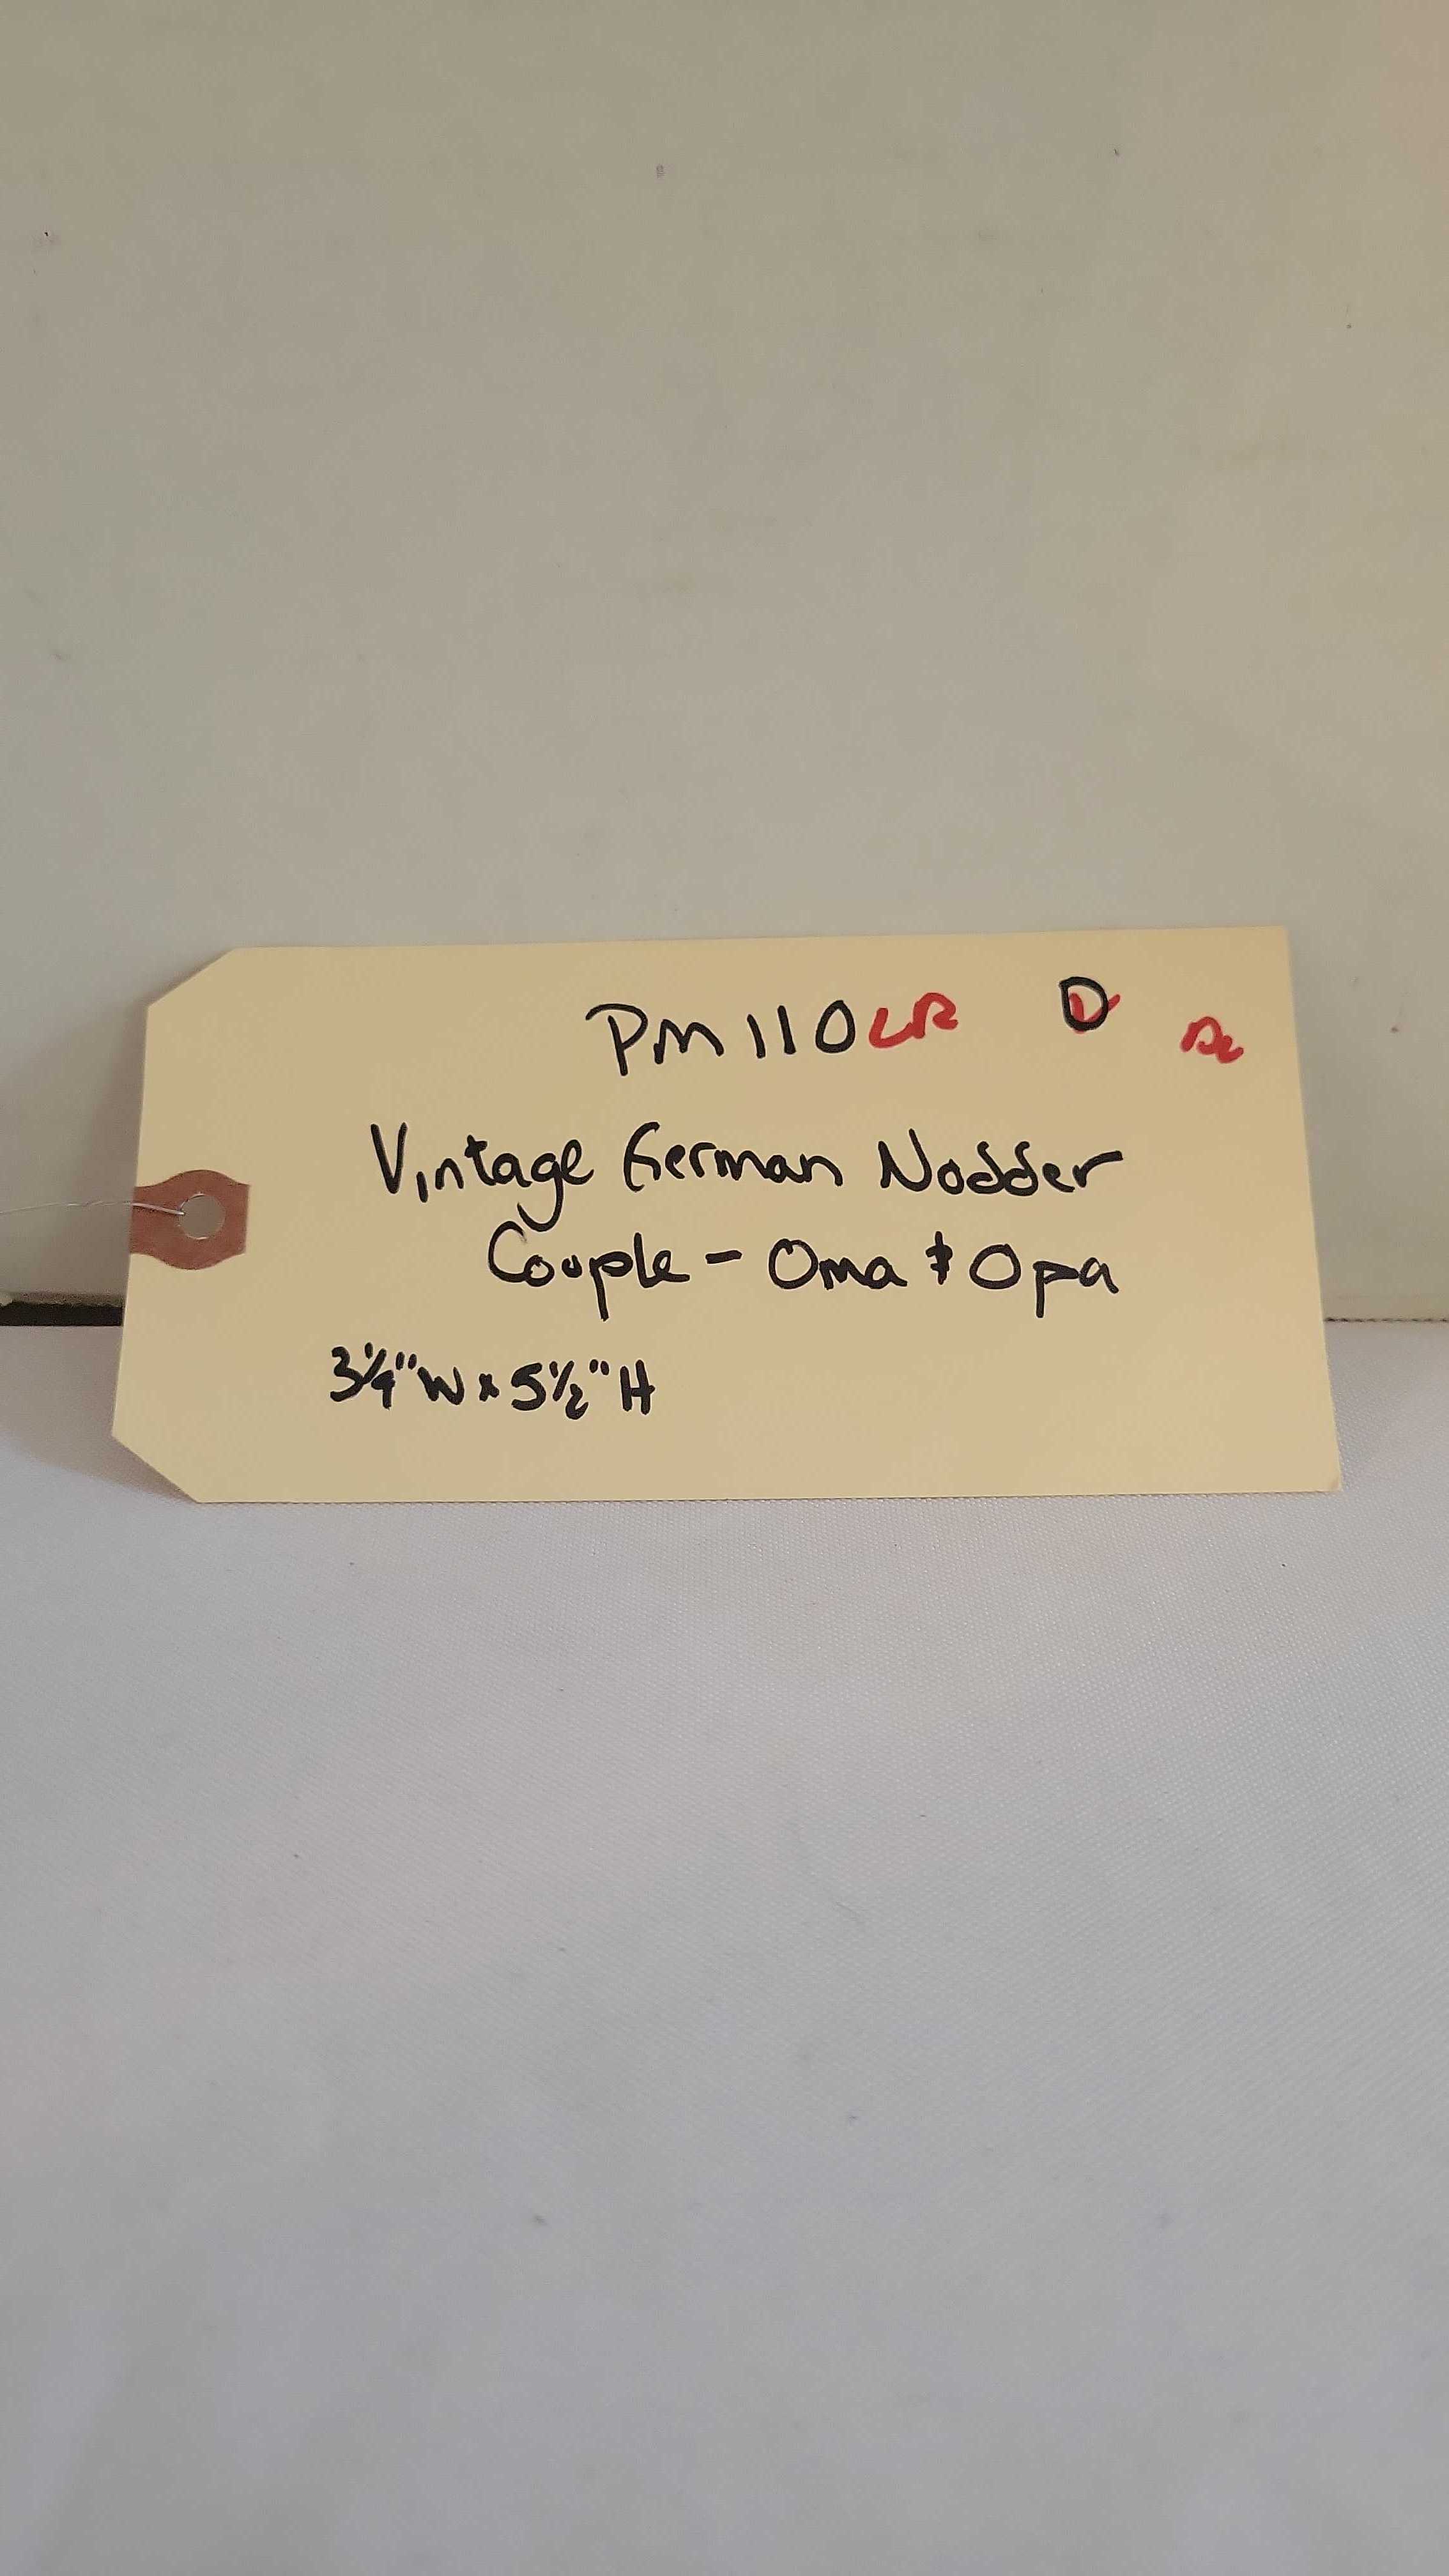 PM110LR D
Vintage German Nodder
Couple - Oma & Opa
3¼"W x 5½"H